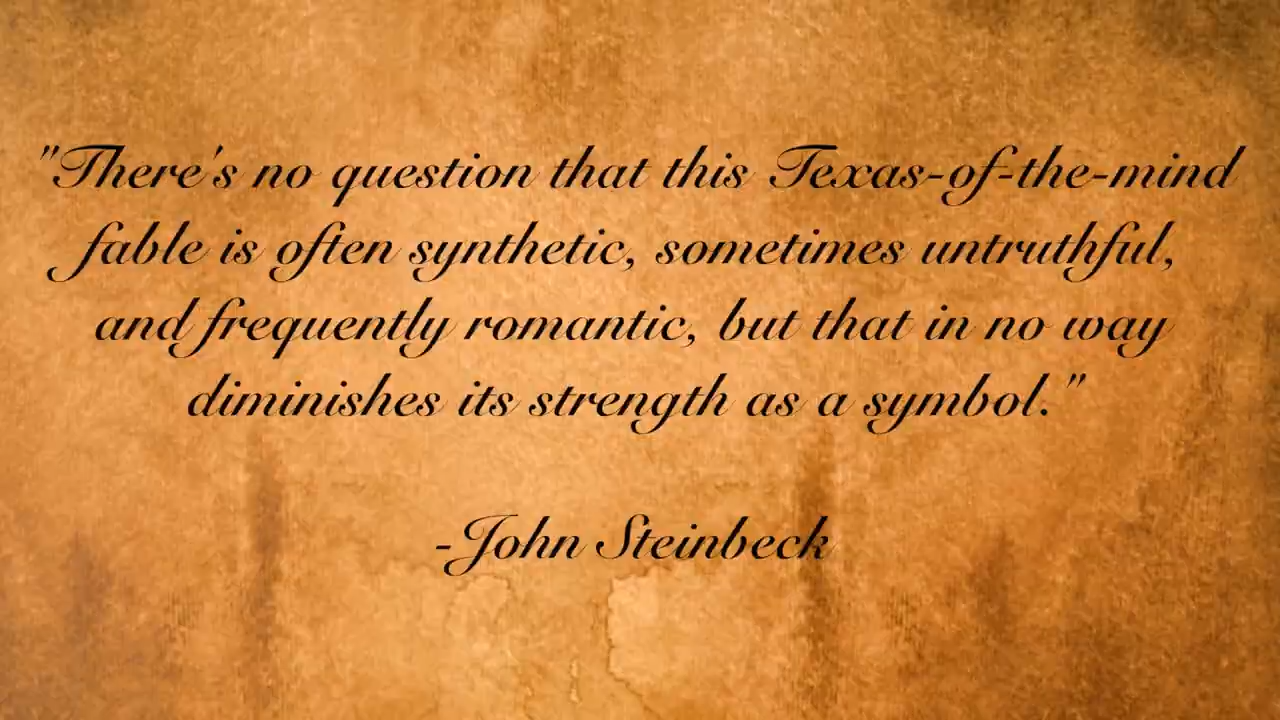 "There's no question that this Texas-of-the-mind
fable is often synthetic, sometimes untruthful,
and frequently romantic, but that in no way
diminishes its strength as a symbol."
-John Steinbeck